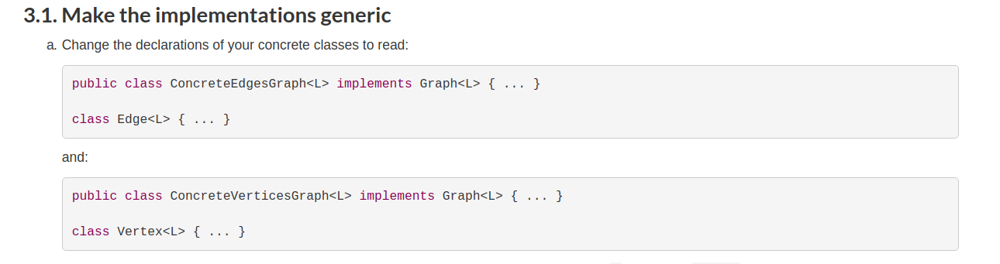 3.1. Make the implementations generic
a. Change the declarations of your concrete classes to read:
public class ConcreteEdgesGraph<L> implements Graph<L> { ... }
class Edge<L> { ... }
and:
public class ConcreteVerticesGraph<L> implements Graph<L> { ... }
class Vertex<L> { ... }